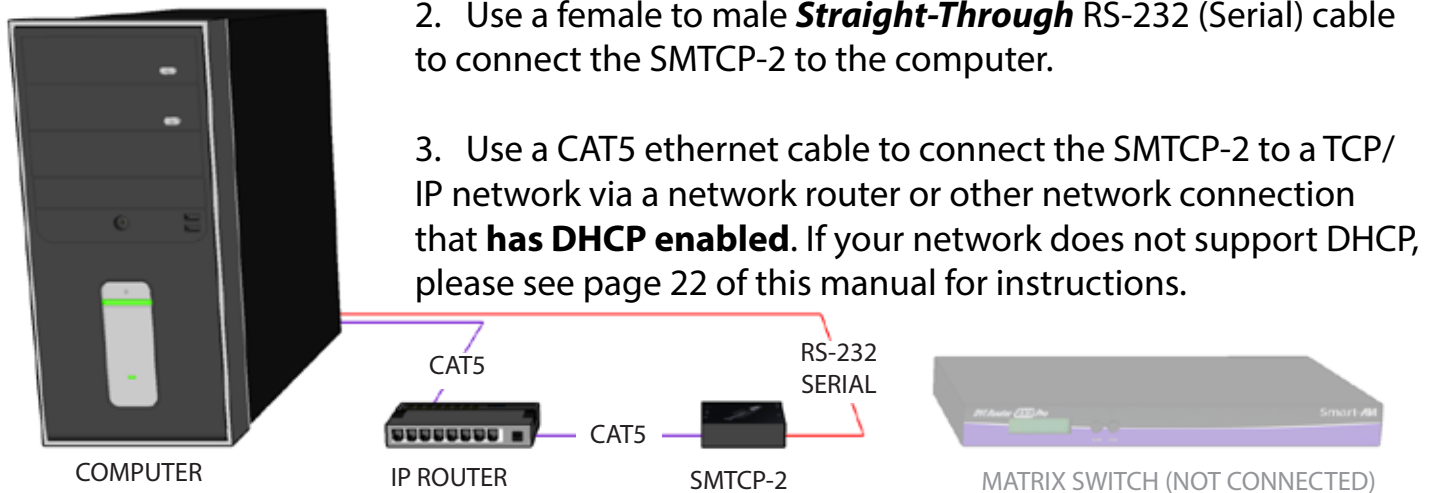 2. Use a female to male Straight-Through RS-232 (Serial) cable
to connect the SMTCP-2 to the computer.
3. Use a CAT5 ethernet cable to connect the SMTCP-2 to a TCP/
IP network via a network router or other network connection
that has DHCP enabled. If your network does not support DHCP,
please see page 22 of this manual for instructions.
CAT5
RS-232
SERIAL
CAT5
Smart-AVI
COMPUTER
IP ROUTER
SMTCP-2
MATRIX SWITCH (NOT CONNECTED)